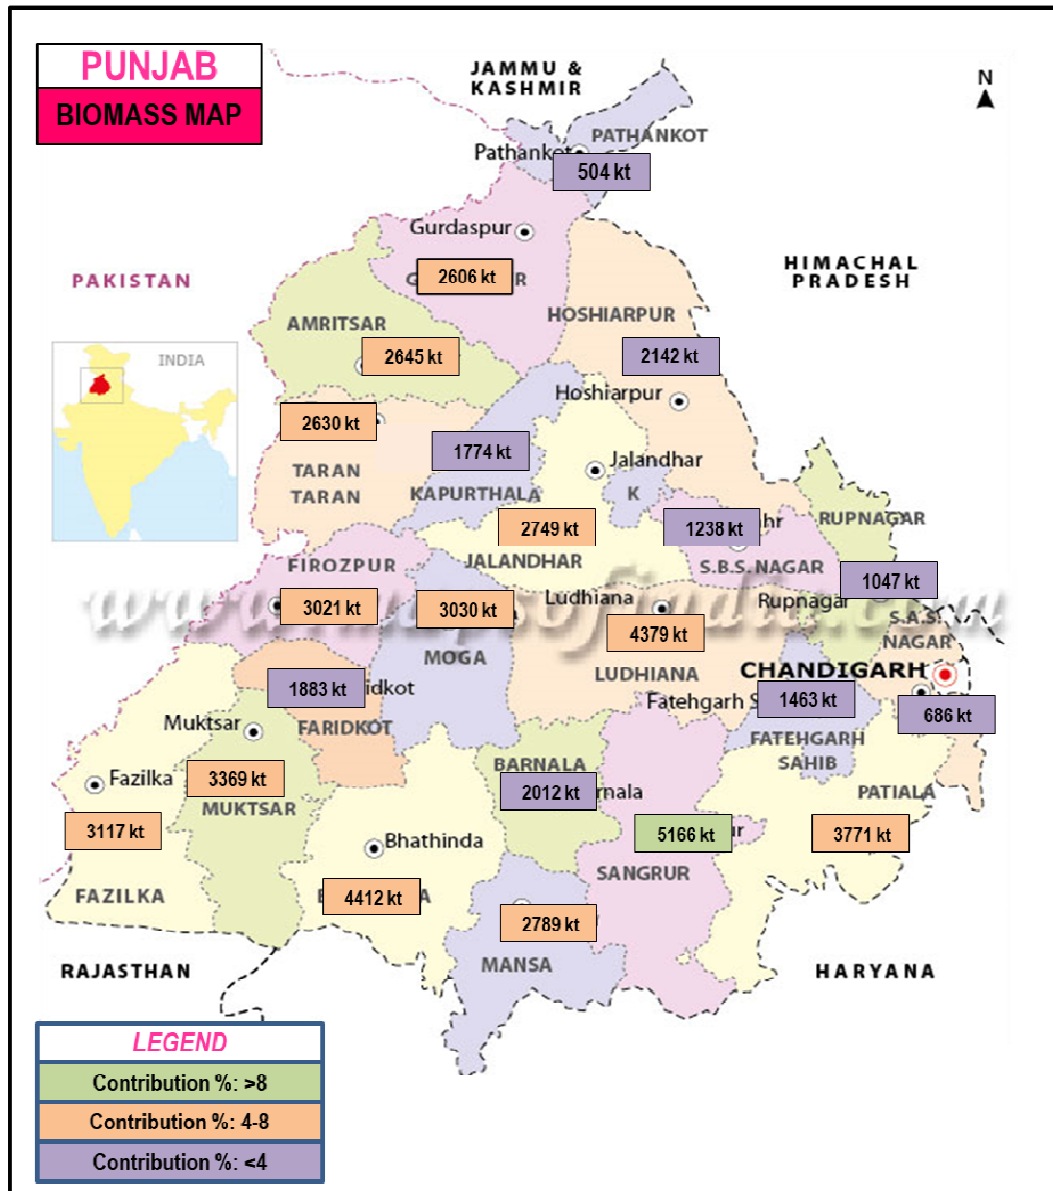 PUNJAB
BIOMASS MAP
JAMMU &
KASHMIR
N
PATHANKOT
Pathankot
504 kt
Gurdaspur
PAKISTAN
HIMACHAL
PRADESH
2606 kt
HOSHIARPUR
AMRITSAR
2645 kt
2142 kt
INDIA
Hoshiarpur
2630 kt
1774 kt
Jalandhar
TARAN
TARAN
KAPURTHALA
K
2749 kt
1238 kt
RUPNAGAR
FIROZPUR
JALANDHAR
S.B.S. NAGAR
1047 kt
3021 kt
3030 kt
Ludhiana
Rupnagar
S.A.S.
NAGAR
4379 kt
MOGA
LUDHIANA
CHANDIGARH
1883 kt
idkot
Fatehgarh S
1463 kt
686 kt
Muktsar
FARIDKOT
FATEHGARH
SAHIB
BARNALA
Fazilka
3369 kt
2012 kt
rnala
PATIALA
MUKTSAR
3117 kt
Bhathinda
5166 kt
ur
3771 kt
SANGRUR
FAZILKA
4412 kt
2789 kt
RAJASTHAN
MANSA
HARYANA
LEGEND
Contribution %: >8
Contribution %: 4-8
Contribution %: <4